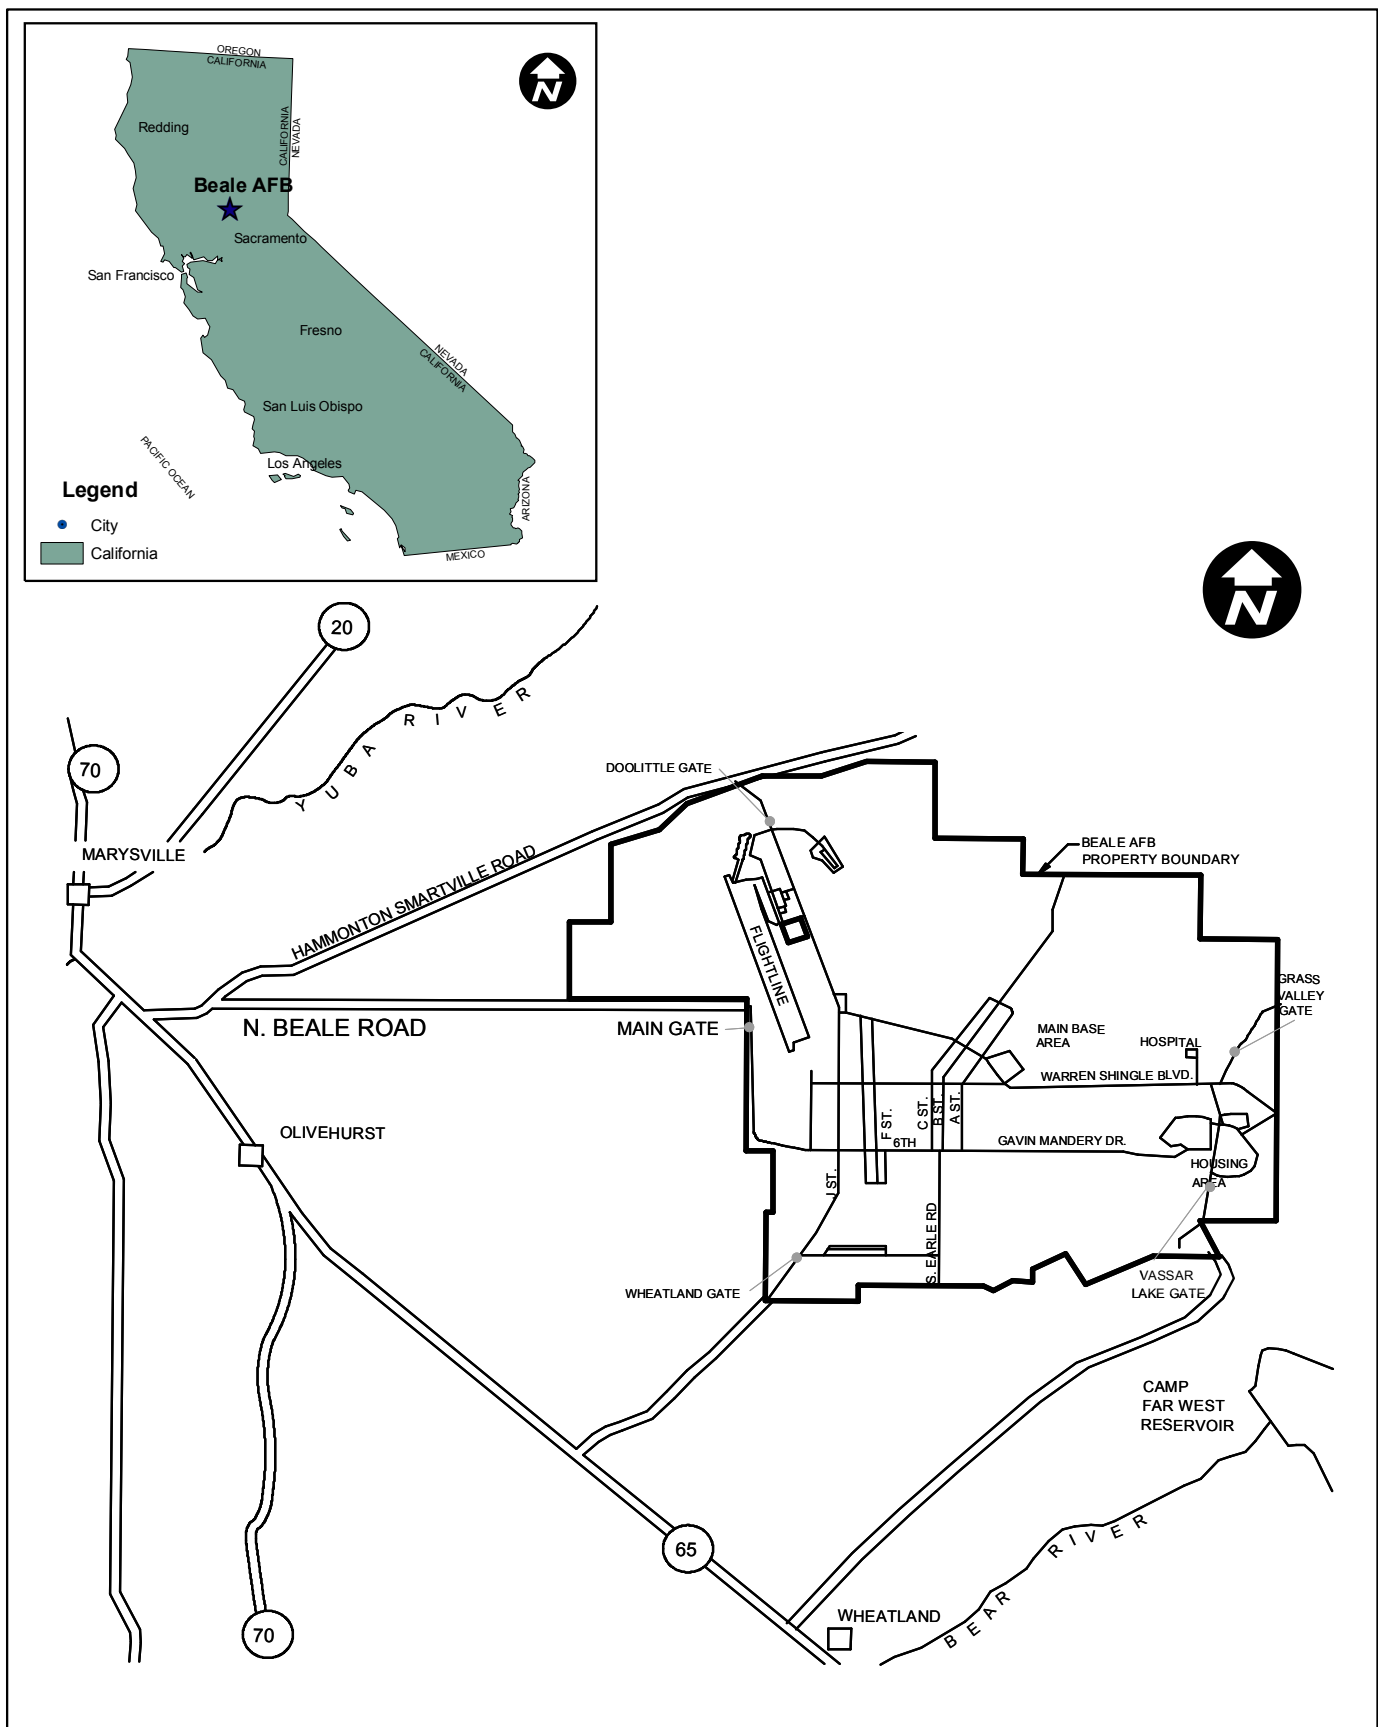 OREGON
CALIFORNIA
N
Redding
CALIFORNIA
NEVADA
Beale AFB
Sacramento
San Francisco
Fresno
NEVADA
CALIFORNIA
San Luis Obispo
PACIFIC OCEAN
Los Angeles
Legend
ARIZONA
City
California
MEXICO
N
20
YUBA RIVER
70
DOOLITTLE GATE
MARYSVILLE
BEALE AFB
PROPERTY BOUNDARY
HAMMONTON SMARTVILLE ROAD
FLIGHTLINE
GRASS
VALLEY
GATE
N. BEALE ROAD
MAIN GATE
MAIN BASE
AREA
HOSPITAL
WARREN SHINGLE BLVD.
F ST.
C ST.
B ST.
A ST.
OLIVEHURST
6TH
GAVIN MANDERY DR.
J ST.
HOUSING
AREA
S. EARLE RD
WHEATLAND GATE
VASSAR
LAKE GATE
CAMP
FAR WEST
RESERVOIR
65
BEAR RIVER
WHEATLAND
70